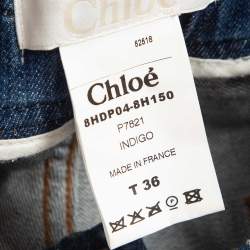 Chloé
62818
Chloé
8HDP04-8H150
P7821
INDIGO
MADE IN FRANCE
T 36